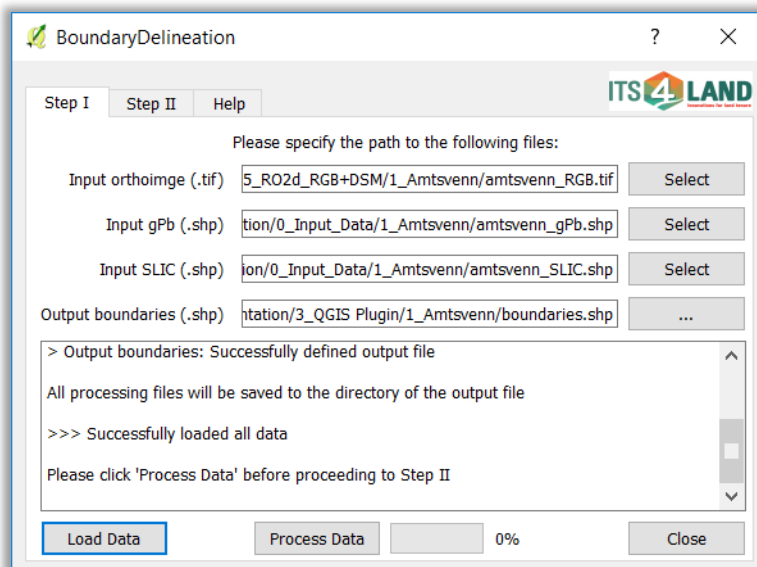 BoundaryDelineation ? ×
ITS4LAND
innovations for land tenure
Step I Step II Help
Please specify the path to the following files:
Input orthoimge (.tif) 5_RO2d_RGB+DSM/1_Amtsvenn/amtsvenn_RGB.tif Select
Input gPb (.shp) tion/0_Input_Data/1_Amtsvenn/amtsvenn_gPb.shp Select
Input SLIC (.shp) ion/0_Input_Data/1_Amtsvenn/amtsvenn_SLIC.shp Select
Output boundaries (.shp) ntation/3_QGIS Plugin/1_Amtsvenn/boundaries.shp ...
> Output boundaries: Successfully defined output file
All processing files will be saved to the directory of the output file
>>> Successfully loaded all data
Please click 'Process Data' before proceeding to Step II
Load Data Process Data 0% Close